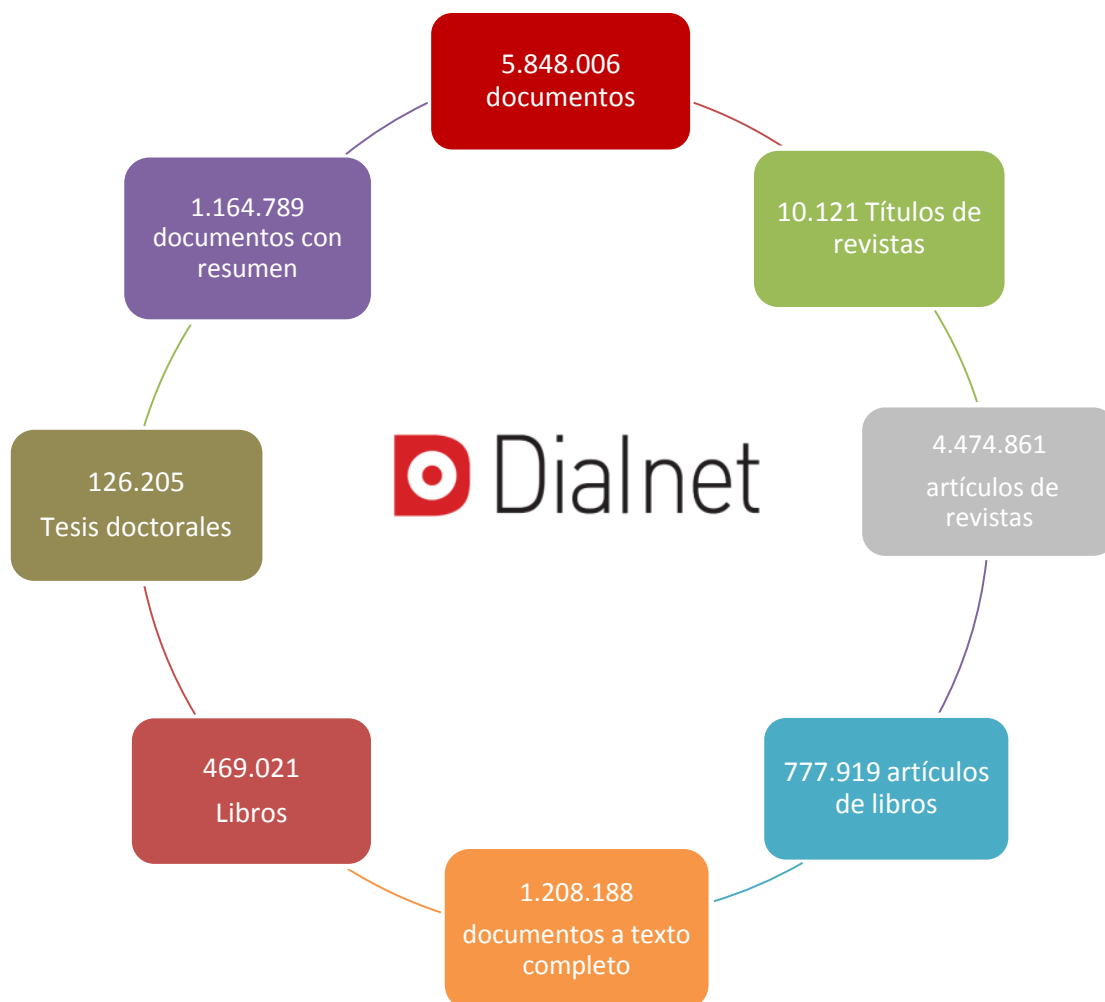 5.848.006
documentos
10.121 Títulos de
revistas
4.474.861
artículos de
revistas
777.919 artículos
de libros
1.208.188
documentos a texto
completo
469.021
Libros
126.205
Tesis doctorales
1.164.789
documentos con
resumen
Dialnet